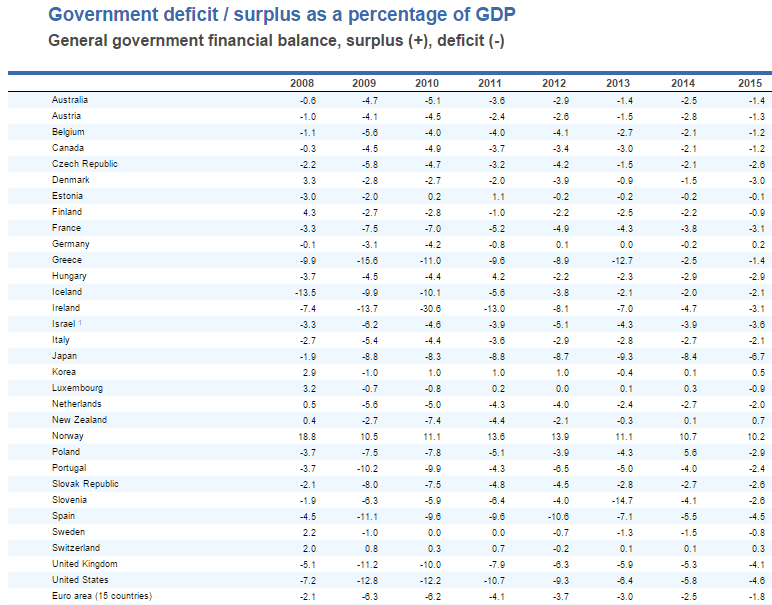 Government deficit / surplus as a percentage of GDP
General government financial balance, surplus (+), deficit (-)
2008 2009 2010 2011 2012 2013 2014 2015
Australia -0.6 -4.7 -5.1 -3.6 -2.9 -1.4 -2.5 -1.4
Austria -1.0 -4.1 -4.5 -2.4 -2.6 -1.5 -2.8 -1.3
Belgium -1.1 -5.6 -4.0 -4.0 -4.1 -2.7 -2.1 -1.2
Canada -0.3 -4.5 -4.9 -3.7 -3.4 -3.0 -2.1 -1.2
Czech Republic -2.2 -5.8 -4.7 -3.2 -4.2 -1.5 -2.1 -2.6
Denmark 3.3 -2.8 -2.7 -2.0 -3.9 -0.9 -1.5 -3.0
Estonia -3.0 -2.0 0.2 1.1 -0.2 -0.2 -0.2 -0.1
Finland 4.3 -2.7 -2.8 -1.0 -2.2 -2.5 -2.2 -0.9
France -3.3 -7.5 -7.0 -5.2 -4.9 -4.3 -3.8 -3.1
Germany -0.1 -3.1 -4.2 -0.8 0.1 0.0 -0.2 0.2
Greece -9.9 -15.6 -11.0 -9.6 -8.9 -12.7 -2.5 -1.4
Hungary -3.7 -4.5 -4.4 4.2 -2.2 -2.3 -2.9 -2.9
Iceland -13.5 -9.9 -10.1 -5.6 -3.8 -2.1 -2.0 -2.1
Ireland -7.4 -13.7 -30.6 -13.0 -8.1 -7.0 -4.7 -3.1
Israel ¹ -3.3 -6.2 -4.6 -3.9 -5.1 -4.3 -3.9 -3.6
Italy -2.7 -5.4 -4.4 -3.6 -2.9 -2.8 -2.7 -2.1
Japan -1.9 -8.8 -8.3 -8.8 -8.7 -9.3 -8.4 -6.7
Korea 2.9 -1.0 1.0 1.0 1.0 -0.4 0.1 0.5
Luxembourg 3.2 -0.7 -0.8 0.2 0.0 0.1 0.3 -0.9
Netherlands 0.5 -5.6 -5.0 -4.3 -4.0 -2.4 -2.7 -2.0
New Zealand 0.4 -2.7 -7.4 -4.4 -2.1 -0.3 0.1 0.7
Norway 18.8 10.5 11.1 13.6 13.9 11.1 10.7 10.2
Poland -3.7 -7.5 -7.8 -5.1 -3.9 -4.3 5.6 -2.9
Portugal -3.7 -10.2 -9.9 -4.3 -6.5 -5.0 -4.0 -2.4
Slovak Republic -2.1 -8.0 -7.5 -4.8 -4.5 -2.8 -2.7 -2.6
Slovenia -1.9 -6.3 -5.9 -6.4 -4.0 -14.7 -4.1 -2.6
Spain -4.5 -11.1 -9.6 -9.6 -10.6 -7.1 -5.5 -4.5
Sweden 2.2 -1.0 0.0 0.0 -0.7 -1.3 -1.5 -0.8
Switzerland 2.0 0.8 0.3 0.7 -0.2 0.1 0.1 0.3
United Kingdom -5.1 -11.2 -10.0 -7.9 -6.3 -5.9 -5.3 -4.1
United States -7.2 -12.8 -12.2 -10.7 -9.3 -6.4 -5.8 -4.6
Euro area (15 countries) -2.1 -6.3 -6.2 -4.1 -3.7 -3.0 -2.5 -1.8